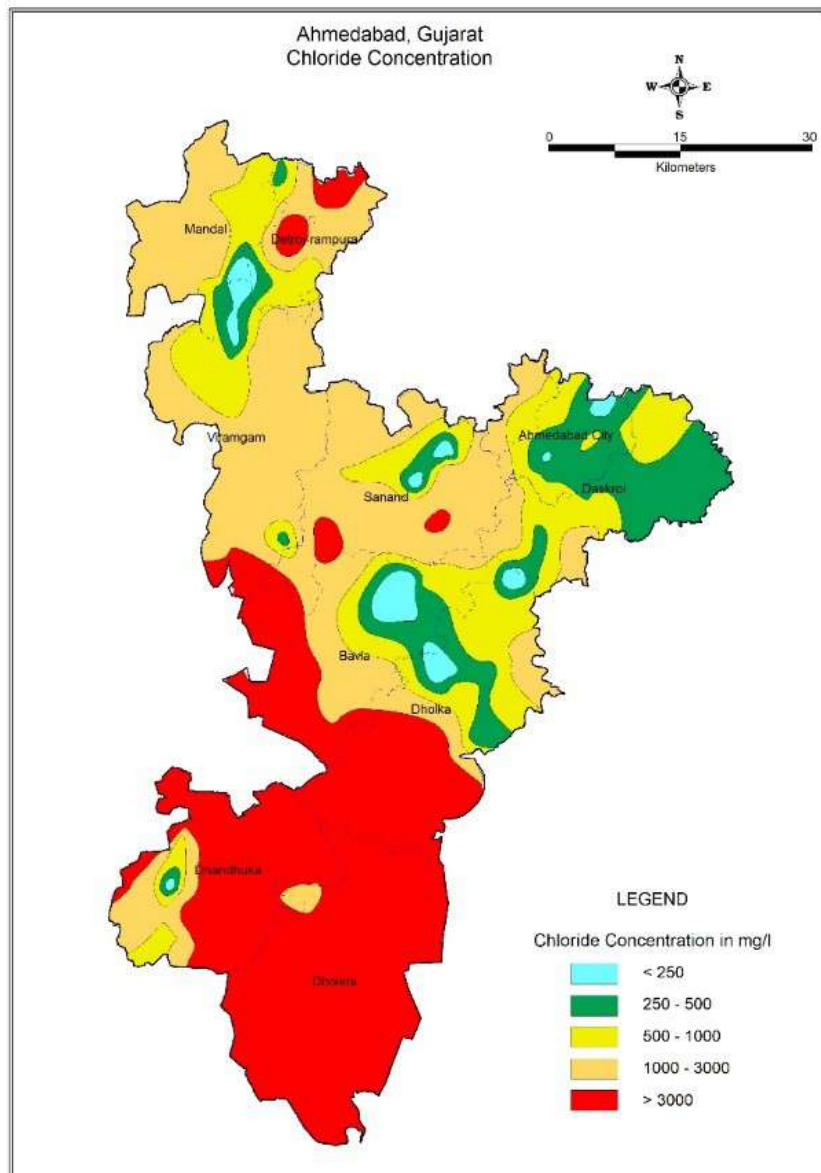 Ahmedabad, Gujarat
Chloride Concentration
N
W E
S
0 15 30
Kilometers
Mandal
Detroj-rampura
Viramgam
Ahmedabad City
Daskroi
Sanand
Bavla
Dholka
Dhandhuka
Dholera
LEGEND
Chloride Concentration in mg/l
< 250
250 - 500
500 - 1000
1000 - 3000
> 3000